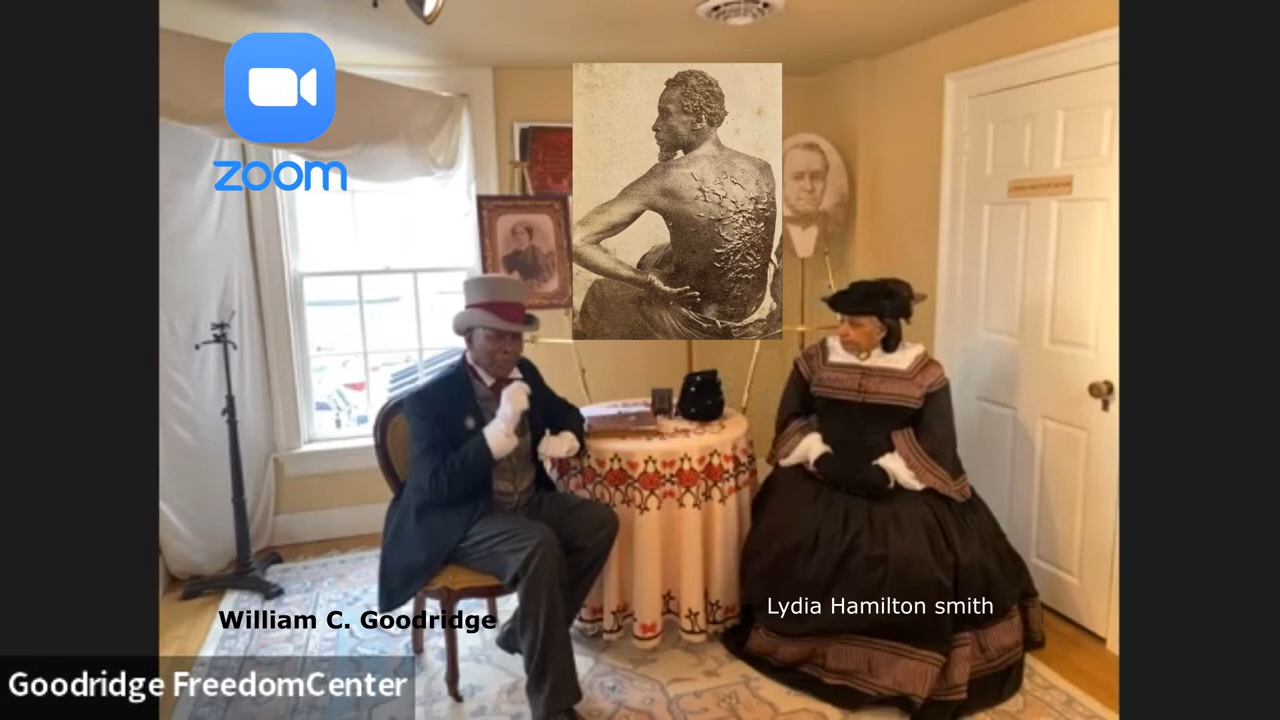 zoom
William C. Goodridge
Lydia Hamilton smith
Goodridge FreedomCenter